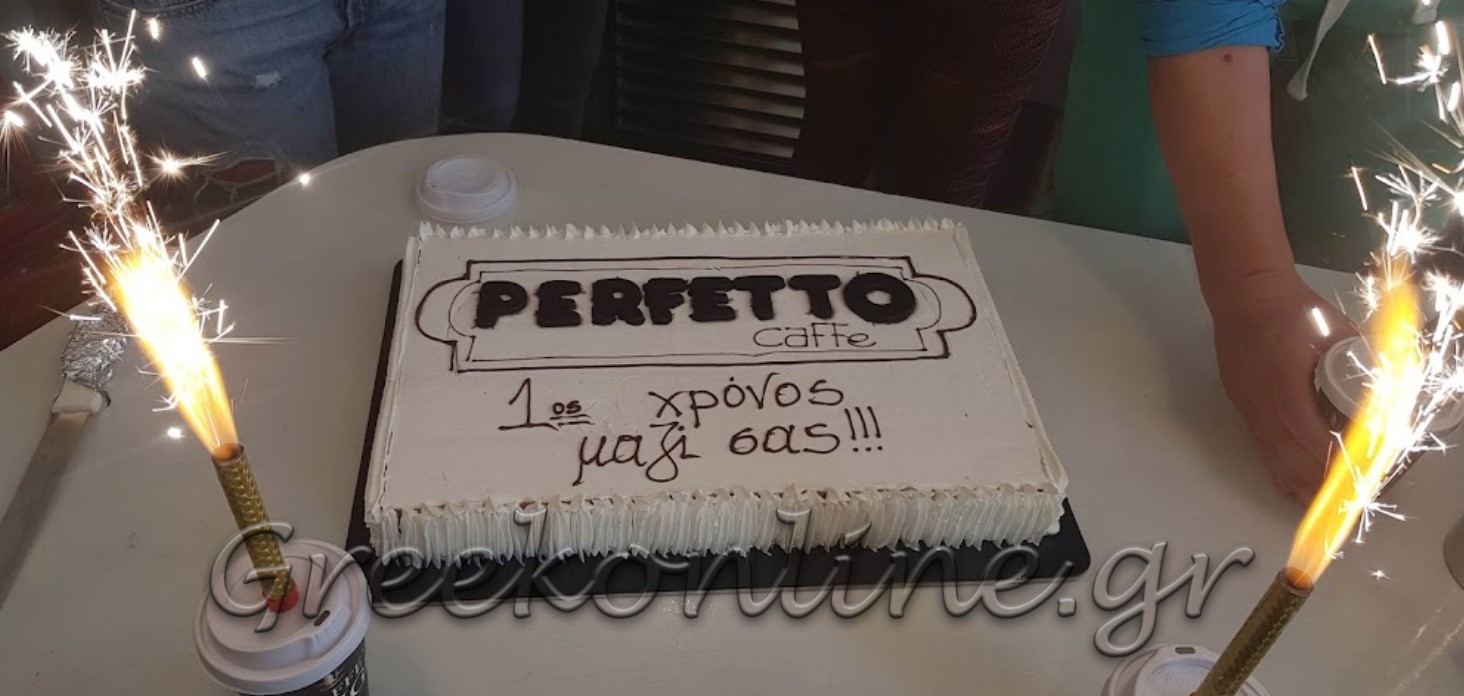 PERFETTO
caffe
1ος χρόνος
μαζί σας!!!
Greekonline.gr